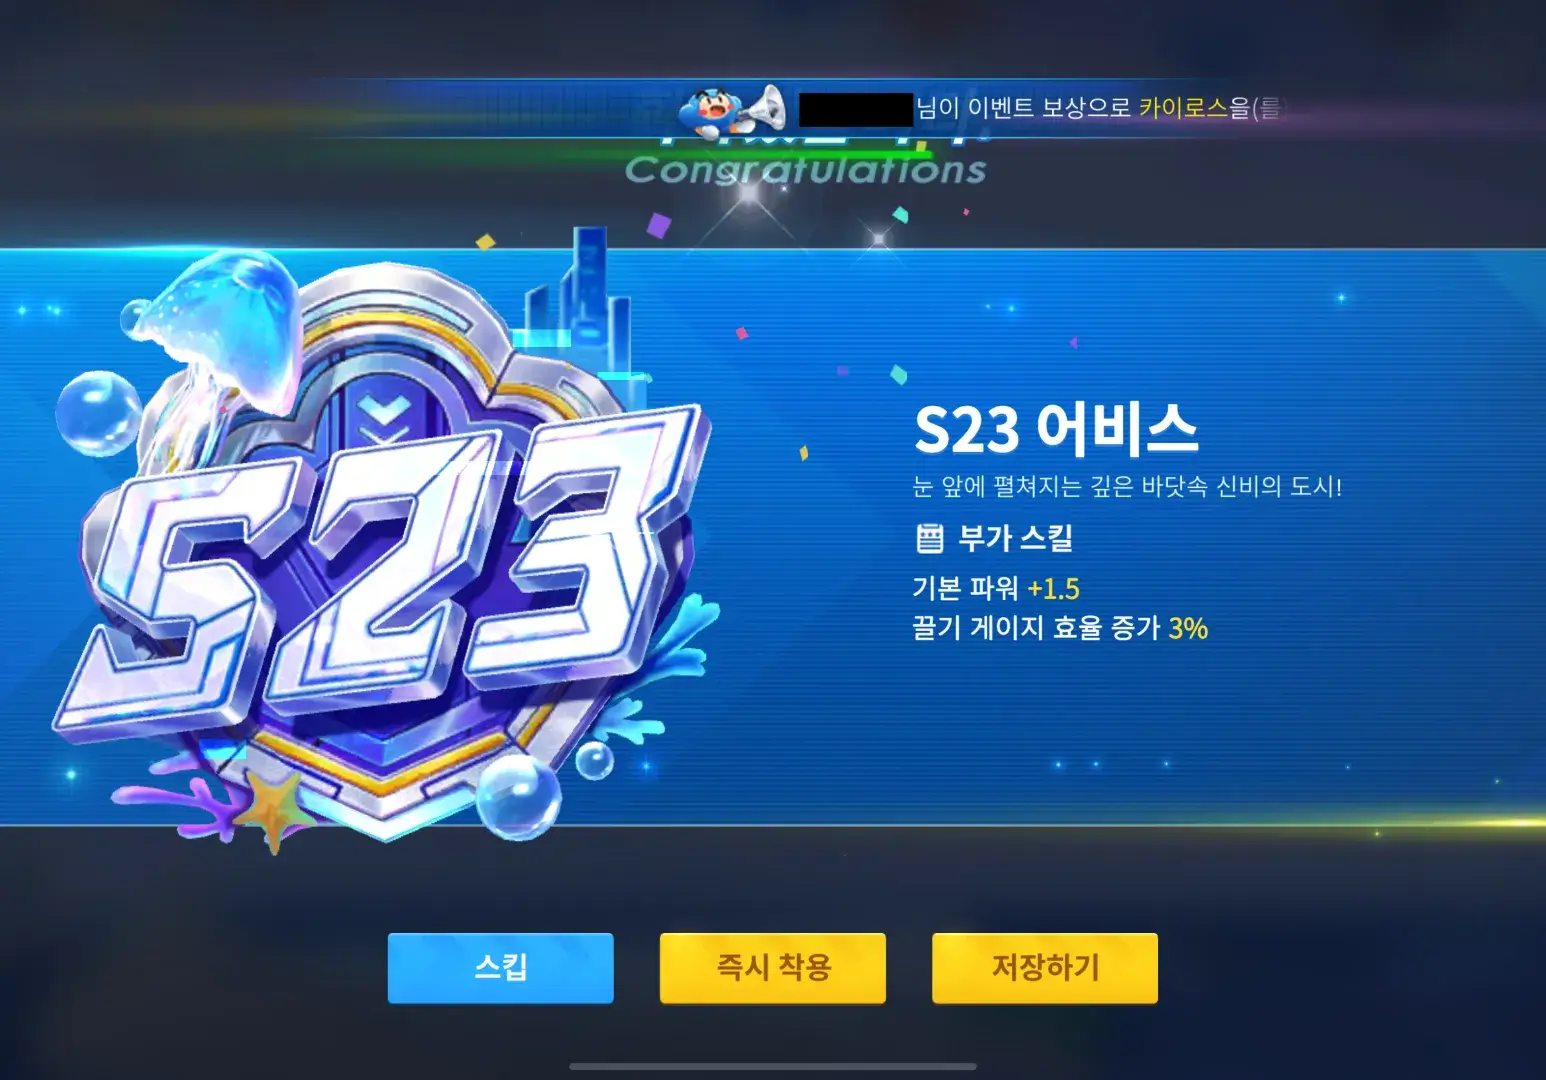 님이 이벤트 보상으로 카이로스을(를)
Congratulations
S23
S23 어비스
눈 앞에 펼쳐지는 깊은 바닷속 신비의 도시!
부가 스킬
기본 파워 +1.5
끌기 게이지 효율 증가 3%
스킵
즉시 착용
저장하기